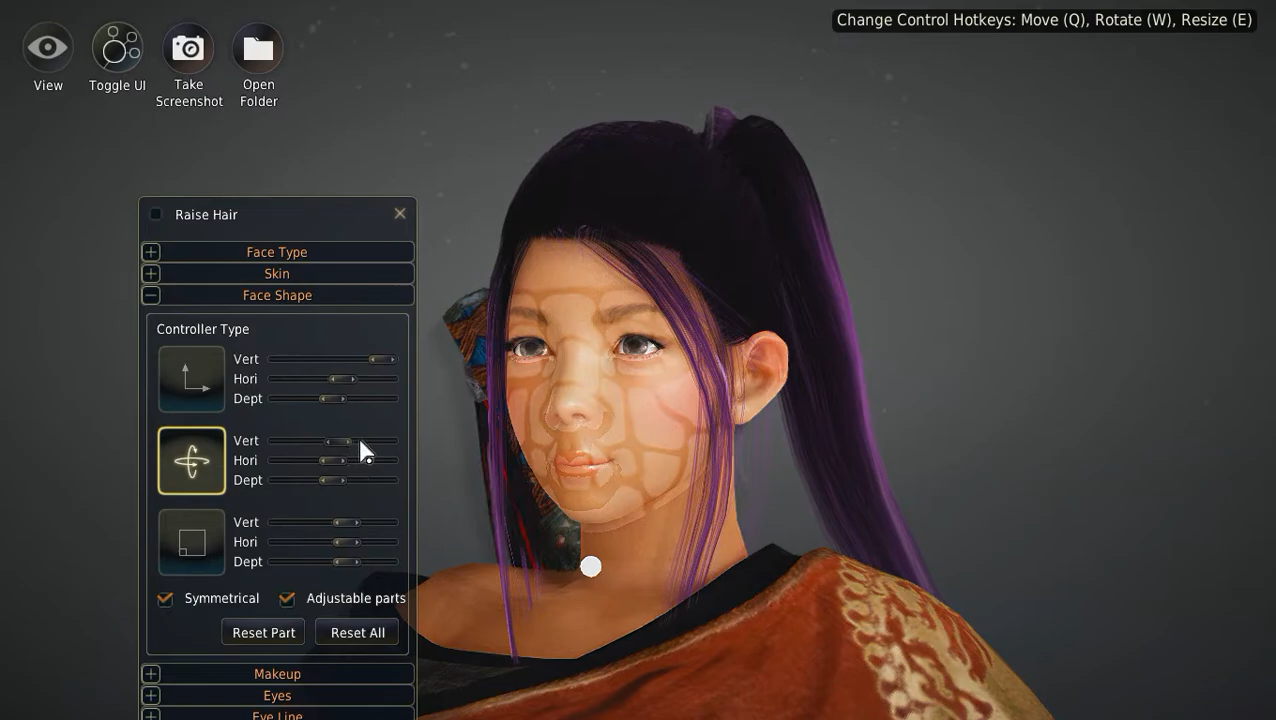 Change Control Hotkeys: Move (Q), Rotate (W), Resize (E)
View
Toggle UI
Take
Screenshot
Open
Folder
Raise Hair
Face Type
Skin
Face Shape
Controller Type
Vert
Hori
Dept
Vert
Hori
Dept
Vert
Hori
Dept
Symmetrical
Adjustable parts
Reset Part
Reset All
Makeup
Eyes
Eye Line